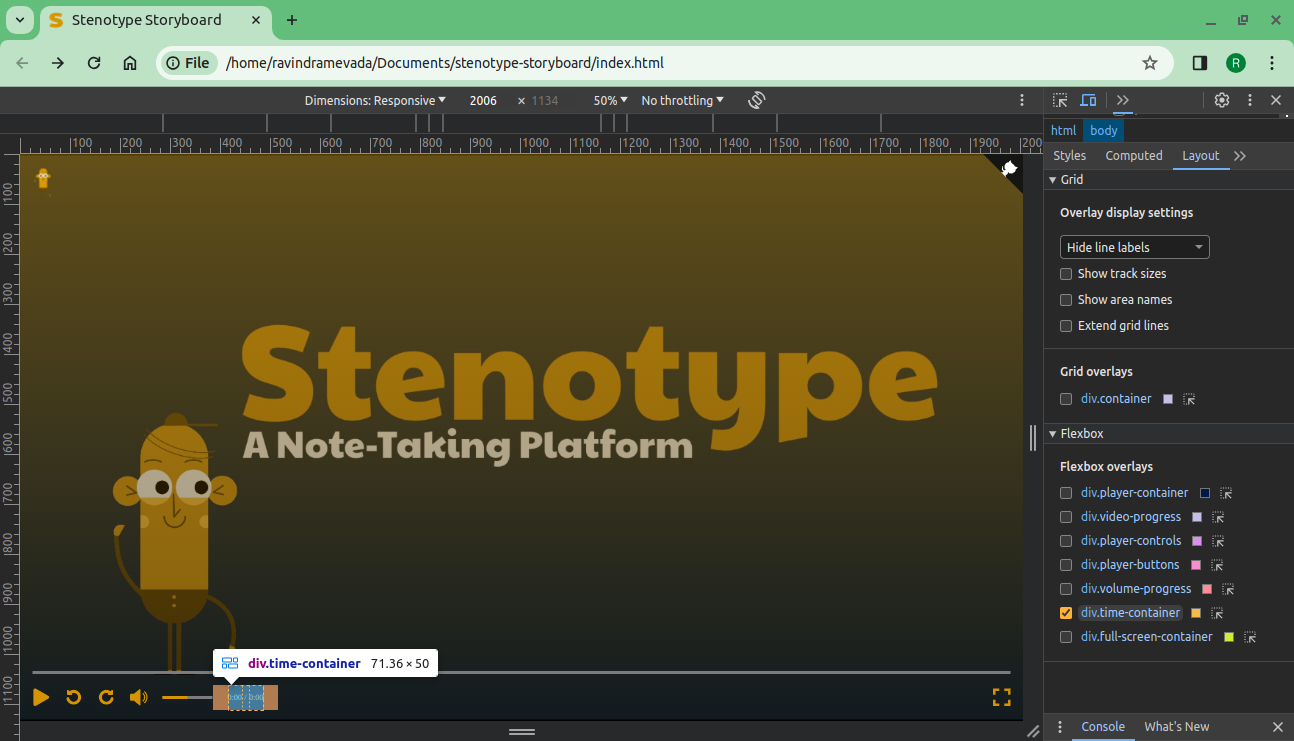 Stenotype Storyboard
File
/home/ravindramevada/Documents/stenotype-storyboard/index.html
R
Dimensions: Responsive 2006 × 1134 50% No throttling
html body
100 200 300 400 500 600 700 800 900 1000 1100 1200 1300 1400 1500 1600 1700 1800 1900 200
Styles Computed Layout
Grid
Overlay display settings
Hide line labels
Show track sizes
Show area names
Extend grid lines
Grid overlays
div.container
Flexbox
Flexbox overlays
div.player-container
div.video-progress
div.player-controls
div.player-buttons
div.volume-progress
div.time-container
div.full-screen-container
Console What's New
100
200
300
400
500
600
700
800
900
1000
1100
Stenotype
A Note-Taking Platform
div.time-container 71.36 × 50
0:00 / 0:00